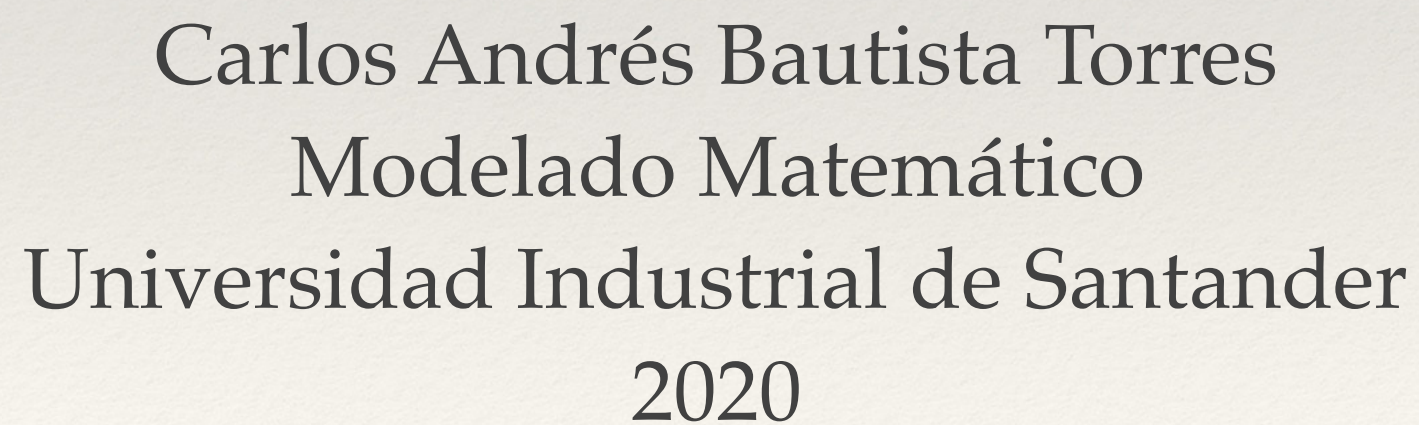 Carlos Andrés Bautista Torres
Modelado Matemático
Universidad Industrial de Santander
2020